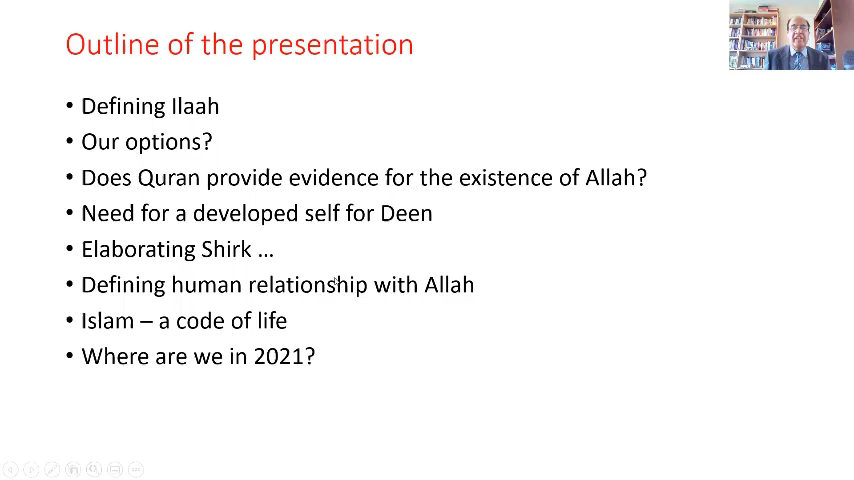 Outline of the presentation
• Defining Ilaah
• Our options?
• Does Quran provide evidence for the existence of Allah?
• Need for a developed self for Deen
• Elaborating Shirk ...
• Defining human relationship with Allah
• Islam – a code of life
• Where are we in 2021?